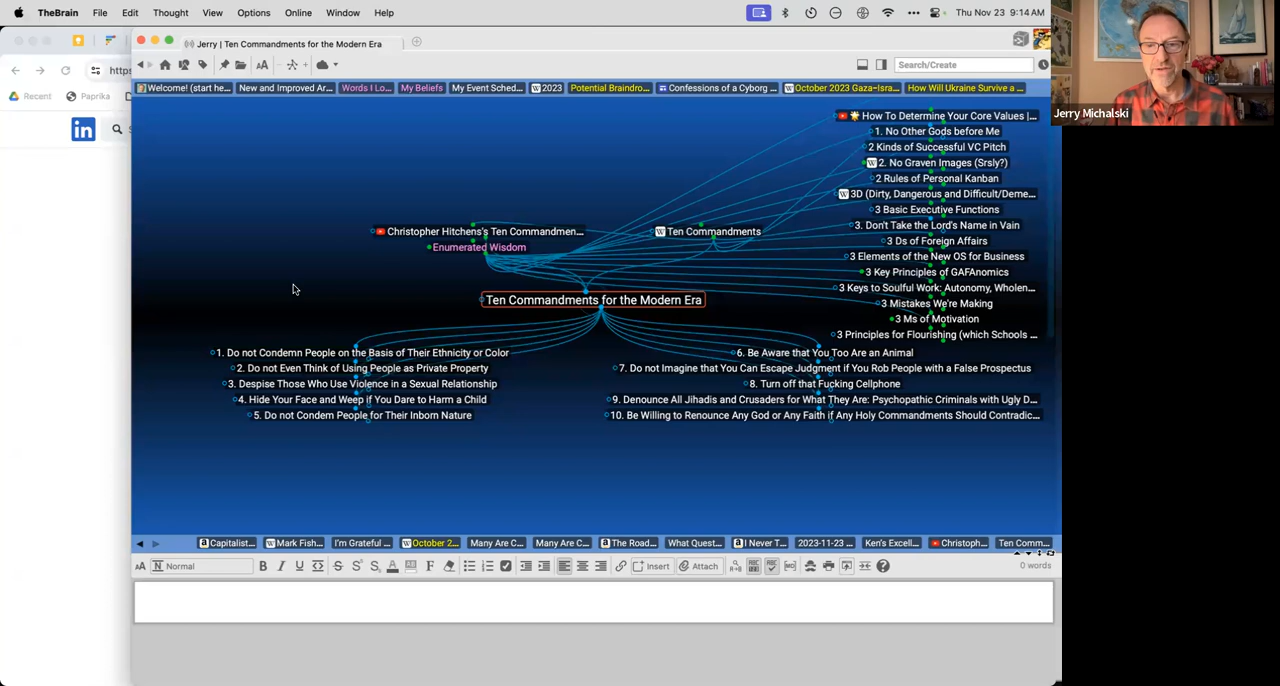 TheBrain File Edit Thought View Options Online Window Help Thu Nov 23 9:14 AM
Jerry | Ten Commandments for the Modern Era
https
Search/Create
Recent Paprika
Welcome! (start he... New and Improved Ar... Words I Lo... My Beliefs My Event Sched... 2023 Potential Braindro... Confessions of a Cyborg ... October 2023 Gaza–Isra... How Will Ukraine Survive a ...
Jerry Michalski
How To Determine Your Core Values |...
1. No Other Gods before Me
2 Kinds of Successful VC Pitch
2. No Graven Images (Srsly?)
2 Rules of Personal Kanban
3D (Dirty, Dangerous and Difficult/Deme...
3 Basic Executive Functions
3. Don't Take the Lord's Name in Vain
3 Ds of Foreign Affairs
3 Elements of the New OS for Business
3 Key Principles of GAFAnomics
3 Keys to Soulful Work: Autonomy, Wholen...
3 Mistakes We're Making
3 Ms of Motivation
3 Principles for Flourishing (which Schools ...
Christopher Hitchens's Ten Commandmen...
Ten Commandments
Enumerated Wisdom
Ten Commandments for the Modern Era
1. Do not Condemn People on the Basis of Their Ethnicity or Color
2. Do not Even Think of Using People as Private Property
3. Despise Those Who Use Violence in a Sexual Relationship
4. Hide Your Face and Weep if You Dare to Harm a Child
5. Do not Condem People for Their Inborn Nature
6. Be Aware that You Too Are an Animal
7. Do not Imagine that You Can Escape Judgment if You Rob People with a False Prospectus
8. Turn off that Fucking Cellphone
9. Denounce All Jihadis and Crusaders for What They Are: Psychopathic Criminals with Ugly D...
10. Be Willing to Renounce Any God or Any Faith if Any Holy Commandments Should Contradic...
Capitalist... Mark Fish... I'm Grateful ... October 2... Many Are C... Many Are C... The Road... What Quest... I Never T... 2023-11-23 ... Ken's Excell... Christoph... Ten Comm...
Normal Insert Attach 0 words